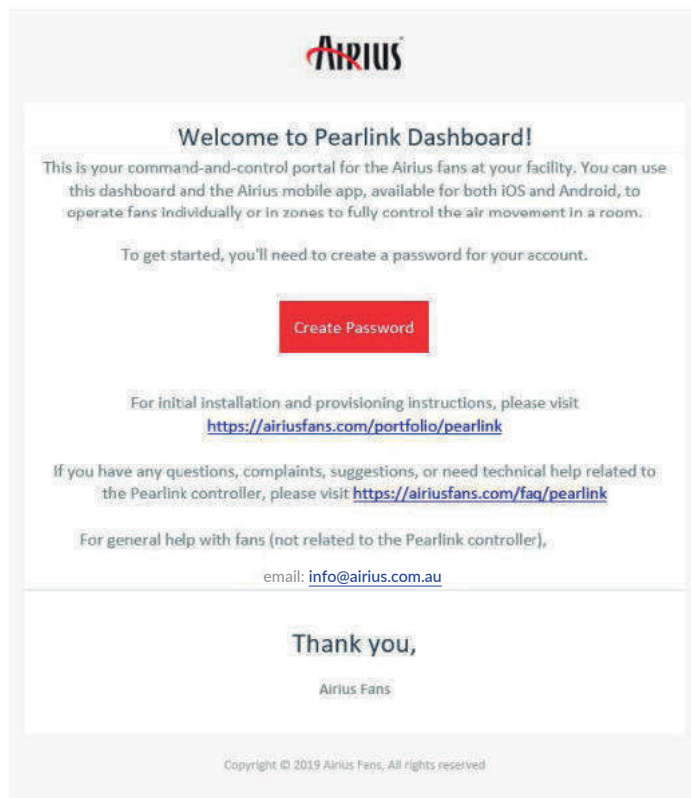 AIRIUS
Welcome to Pearlink Dashboard!
This is your command-and-control portal for the Airius fans at your facility. You can use
this dashboard and the Airius mobile app, available for both iOS and Android, to
operate fans individually or in zones to fully control the air movement in a room.
To get started, you'll need to create a password for your account.
Create Password
For initial installation and provisioning instructions, please visit
https://airiusfans.com/portfolio/pearlink
If you have any questions, complaints, suggestions, or need technical help related to
the Pearlink controller, please visit https://airiusfans.com/faq/pearlink
For general help with fans (not related to the Pearlink controller),
email: info@airius.com.au
Thank you,
Airius Fans
Copyright © 2019 Airius Fans, All rights reserved